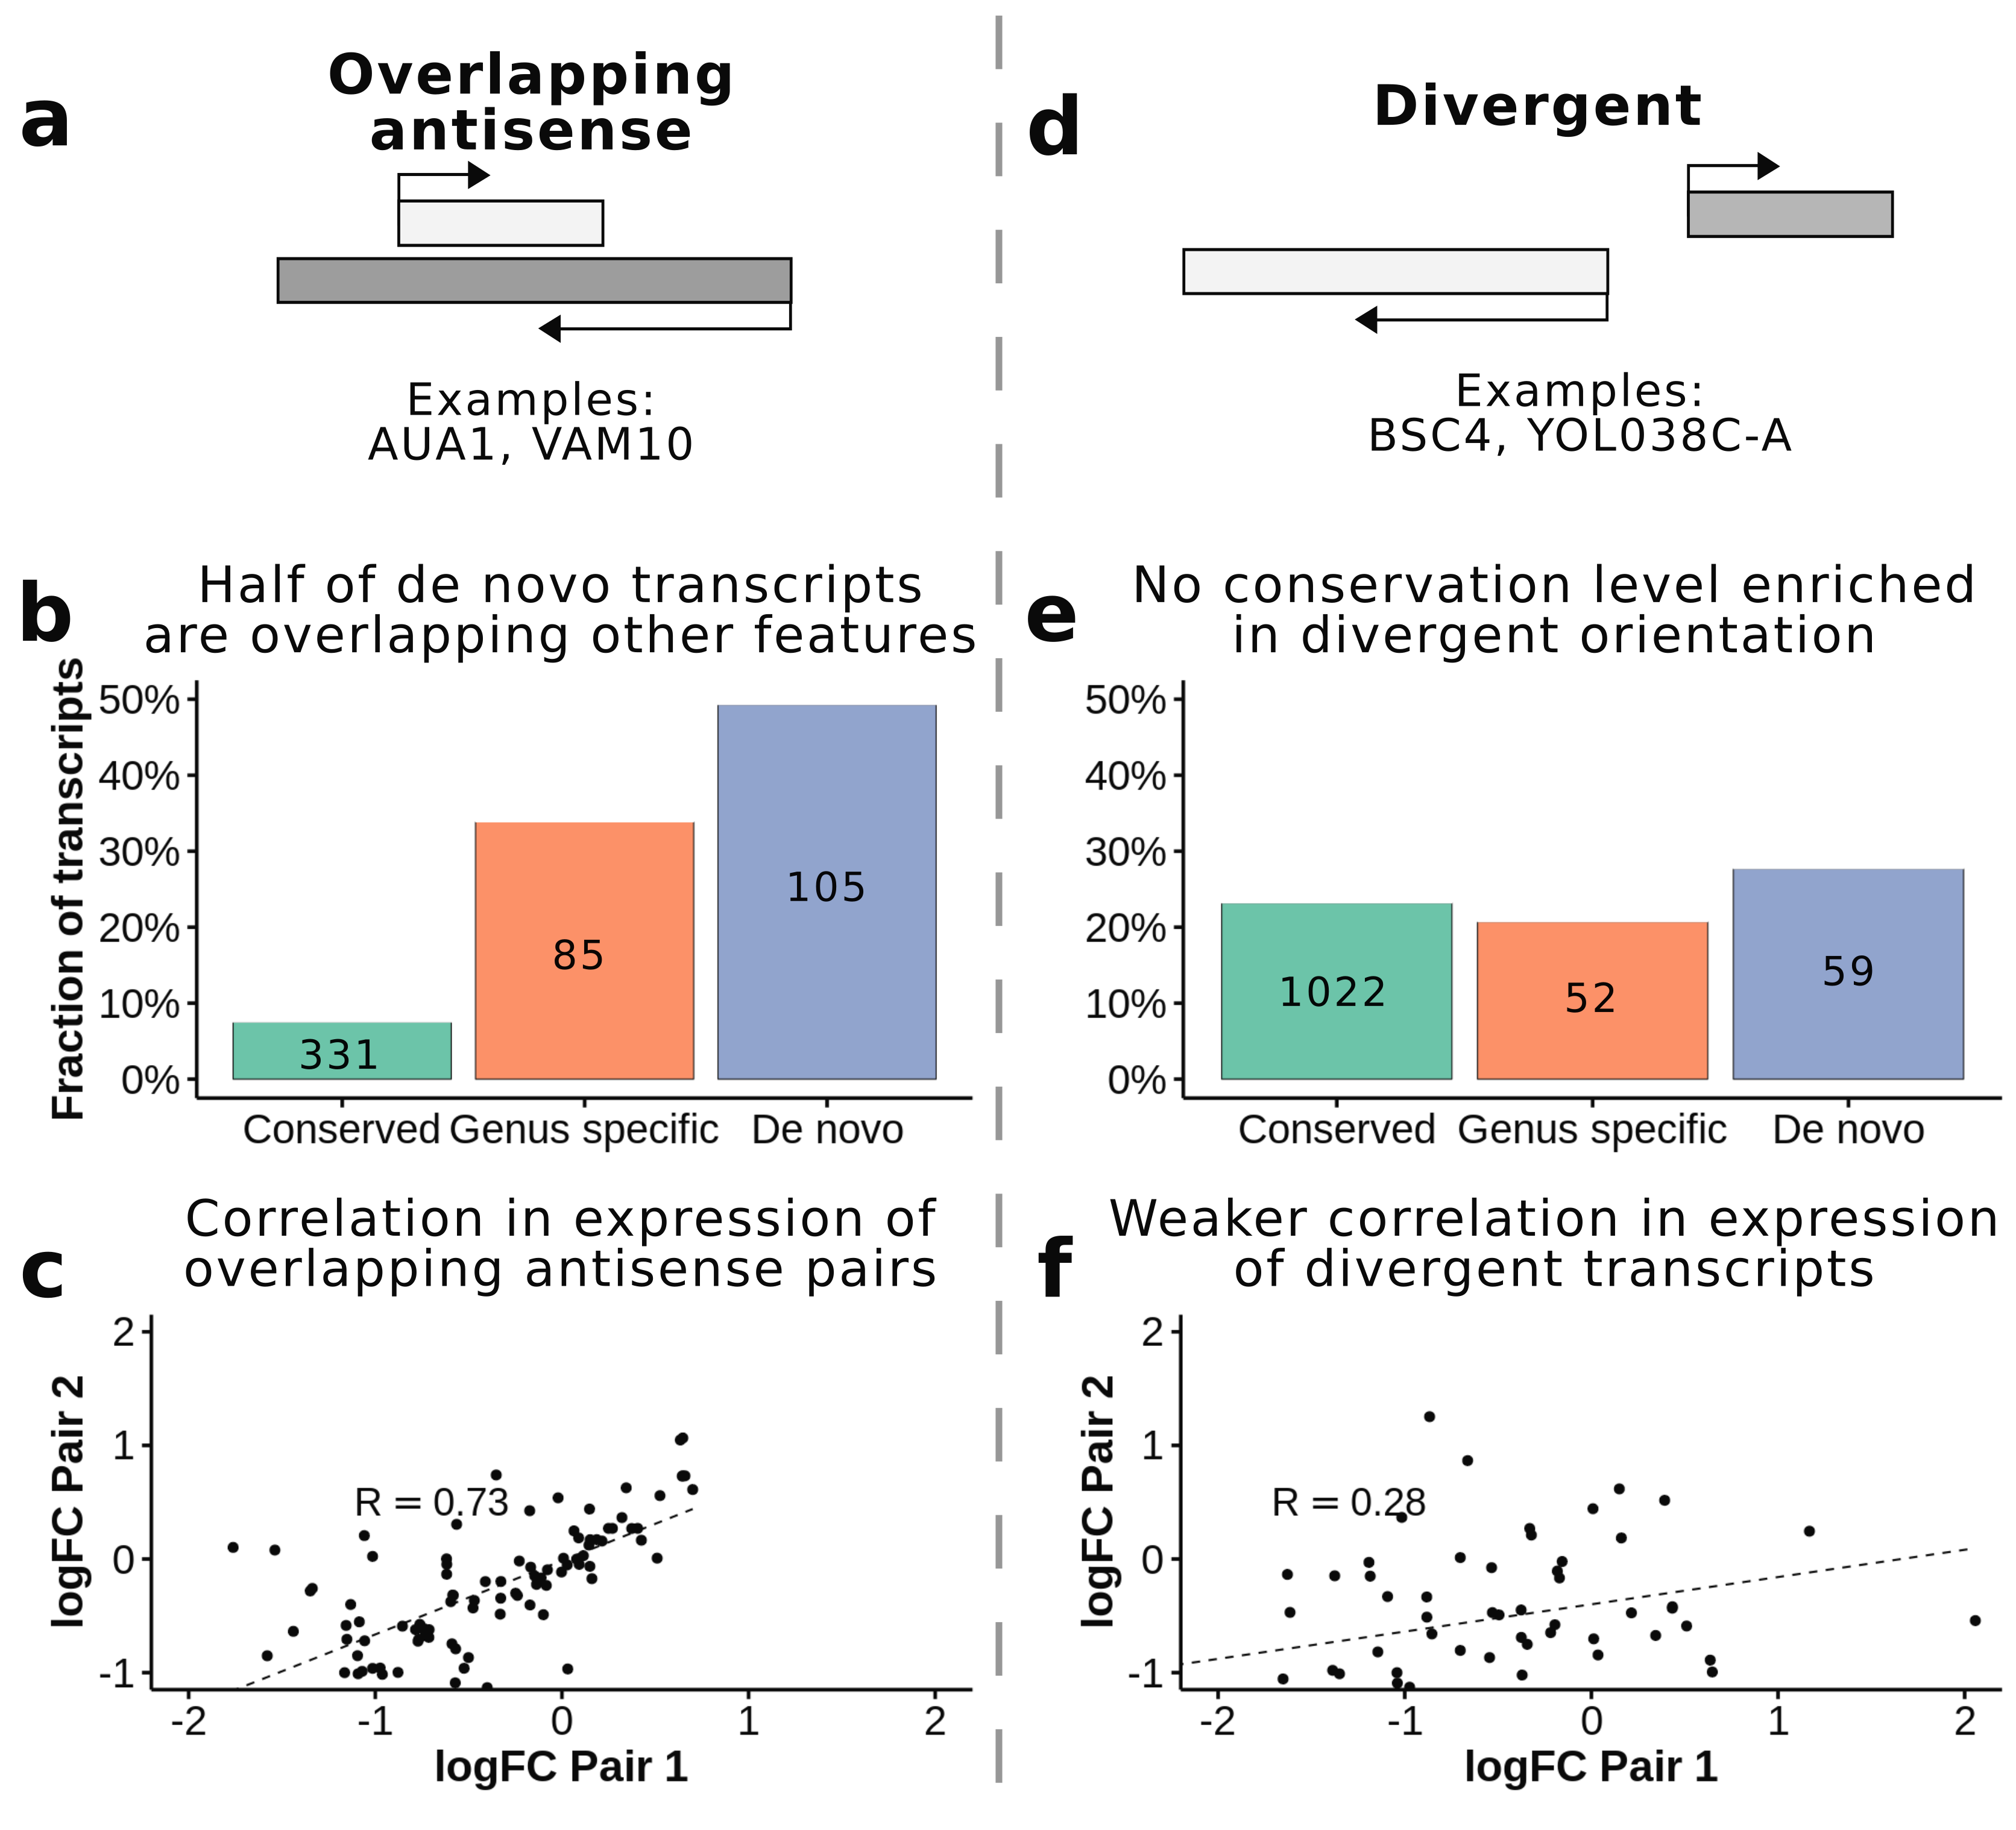 a
Overlapping
antisense
Examples:
AUA1, VAM10
b
Half of de novo transcripts
are overlapping other features
Fraction of transcripts
50%
40%
30%
20%
10%
0%
331
85
105
Conserved
Genus specific
De novo
c
Correlation in expression of
overlapping antisense pairs
logFC Pair 2
2
1
0
-1
R = 0.73
-2
-1
0
1
2
logFC Pair 1
d
Divergent
Examples:
BSC4, YOL038C-A
e
No conservation level enriched
in divergent orientation
50%
40%
30%
20%
10%
0%
1022
52
59
Conserved
Genus specific
De novo
f
Weaker correlation in expression
of divergent transcripts
logFC Pair 2
2
1
0
-1
R = 0.28
-2
-1
0
1
2
logFC Pair 1